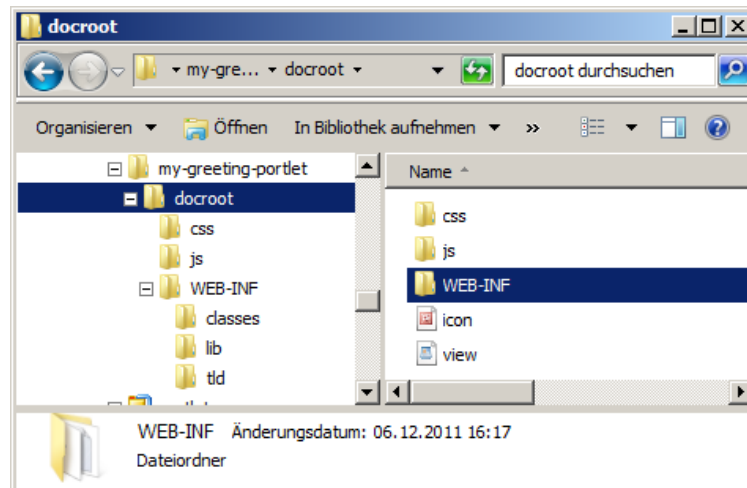 docroot
my-gre... docroot docroot durchsuchen
Organisieren Öffnen In Bibliothek aufnehmen »
my-greeting-portlet
docroot
css
js
WEB-INF
classes
lib
tld
Name
css
js
WEB-INF
icon
view
WEB-INF Änderungsdatum: 06.12.2011 16:17
Dateiordner